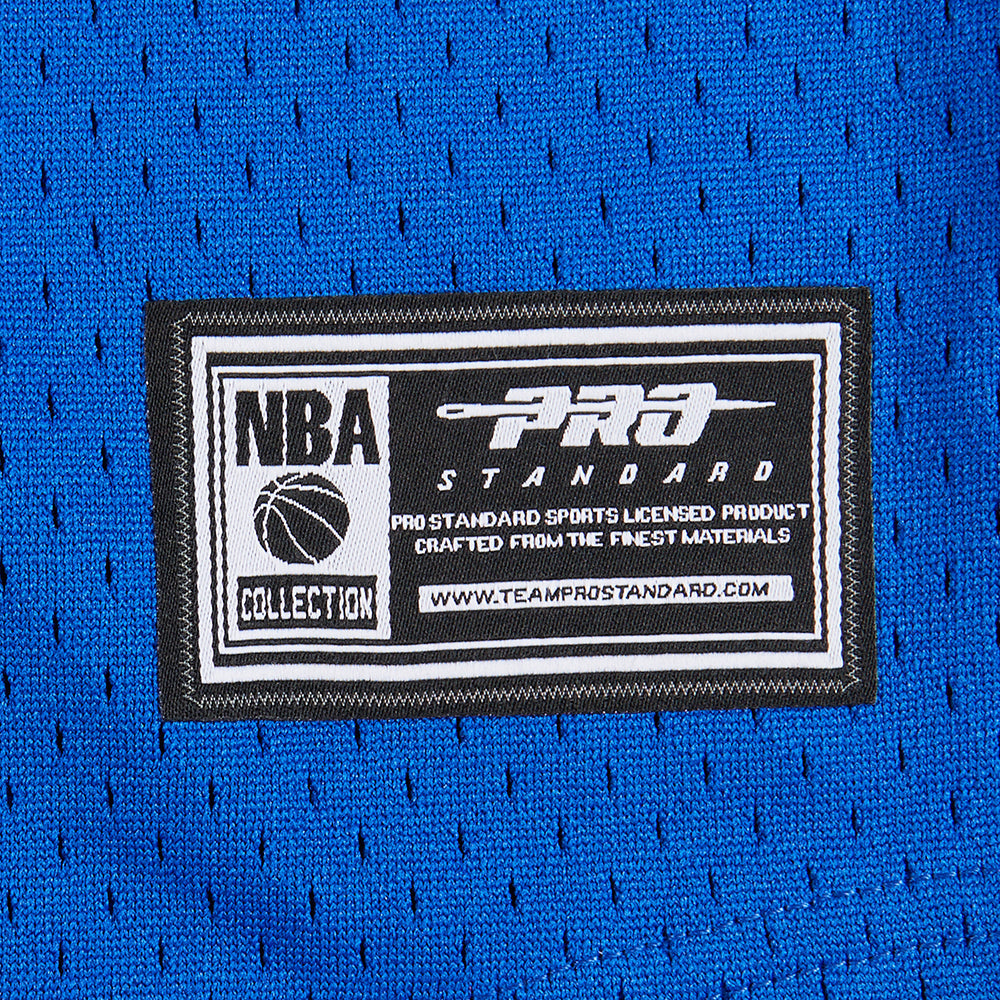 NBA
COLLECTION
PRO
STANDARD
PRO STANDARD SPORTS LICENSED PRODUCT
CRAFTED FROM THE FINEST MATERIALS
WWW.TEAMPROSTANDARD.COM